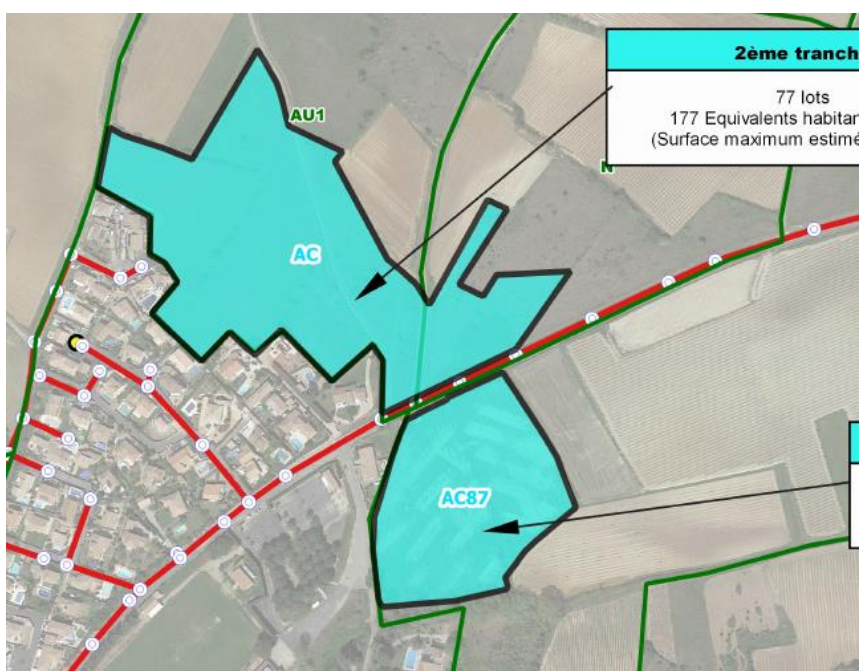 2ème tranch
77 lots
177 Equivalents habitan
(Surface maximum estimé
AU1
N
AC
AC87